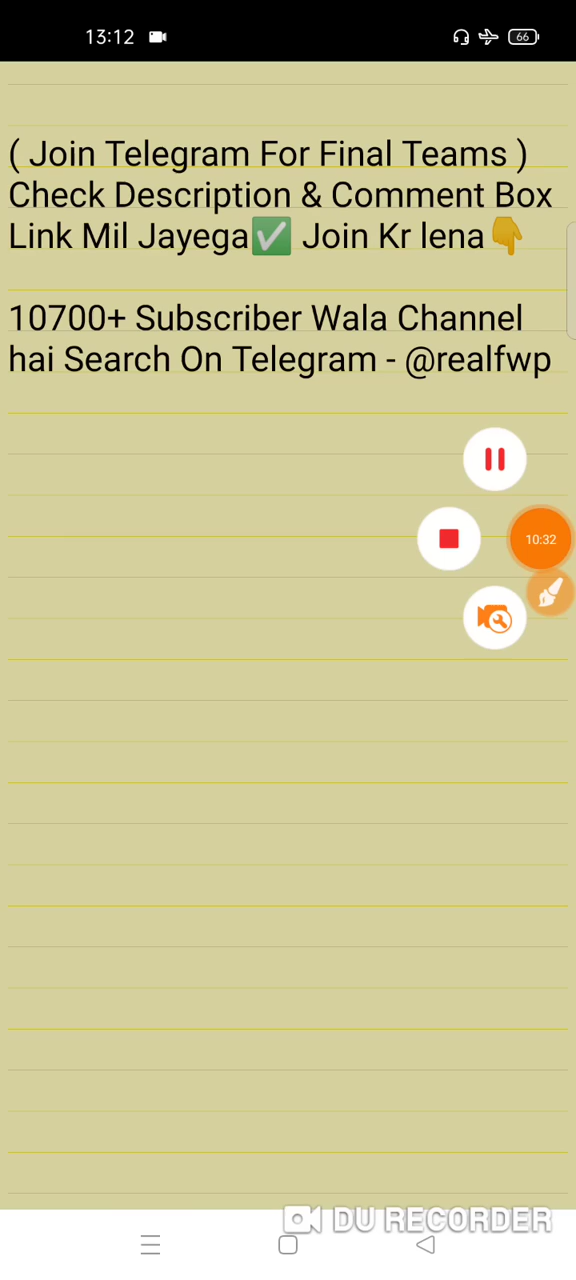 13:12
66
( Join Telegram For Final Teams )
Check Description & Comment Box
Link Mil Jayega✅ Join Kr lena👇
10700+ Subscriber Wala Channel
hai Search On Telegram - @realfwp
10:32
DU RECORDER